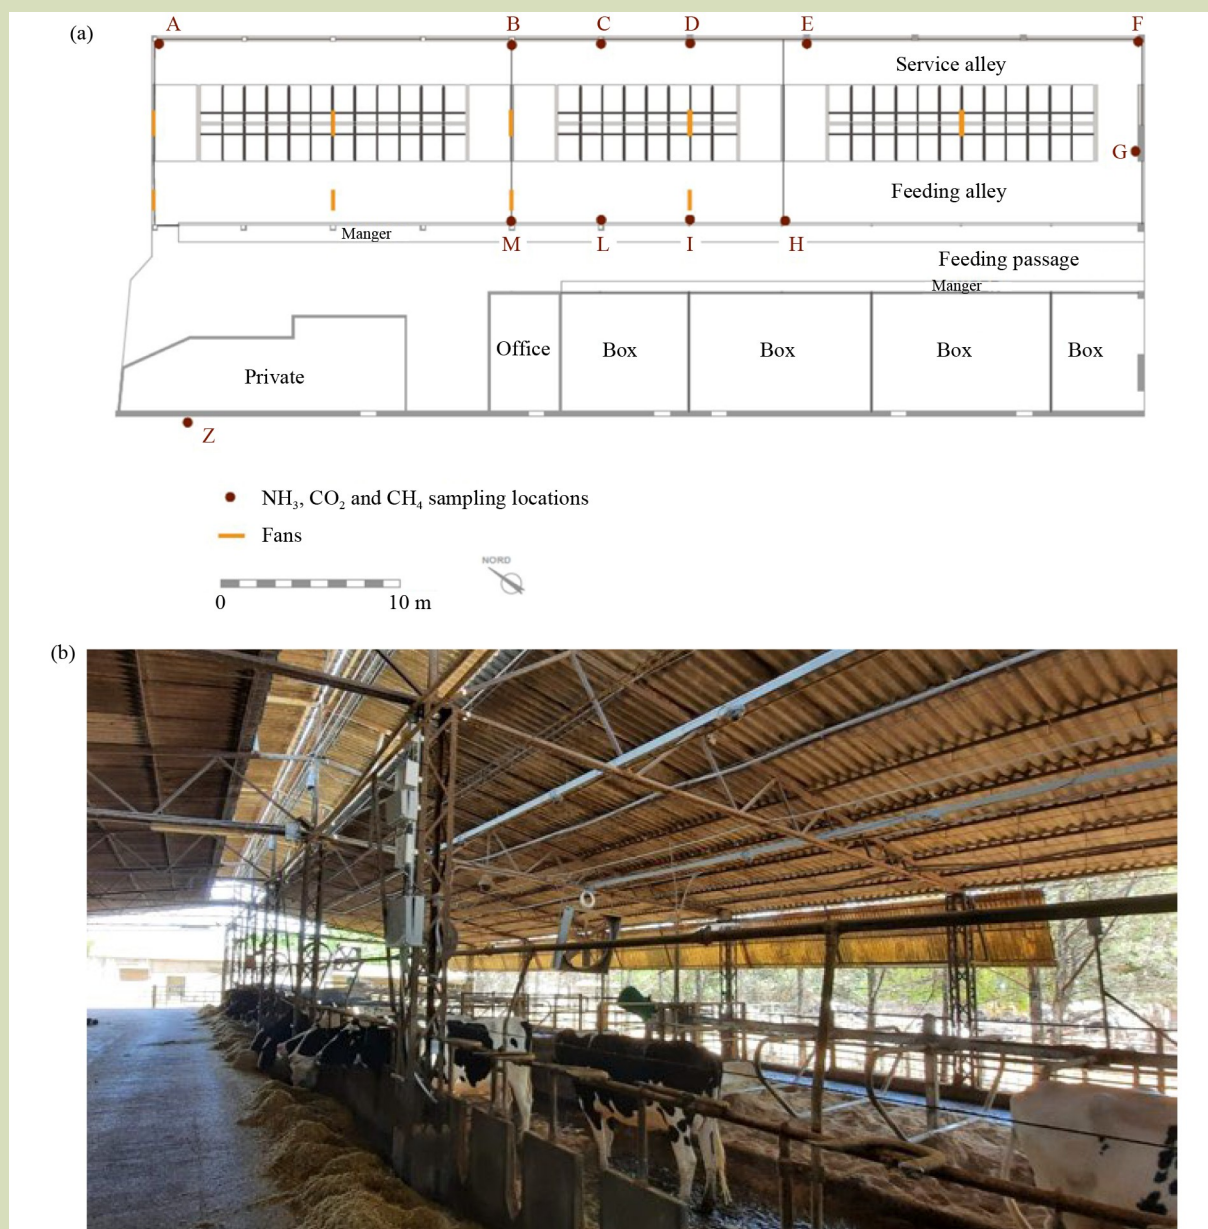 (a)
A B C D E F
Service alley
G
Feeding alley
Manger
M L I H
Feeding passage
Manger
Office Box Box Box Box
Private
Z
NH₃, CO₂ and CH₄ sampling locations
Fans
NORD
0 10 m
(b)